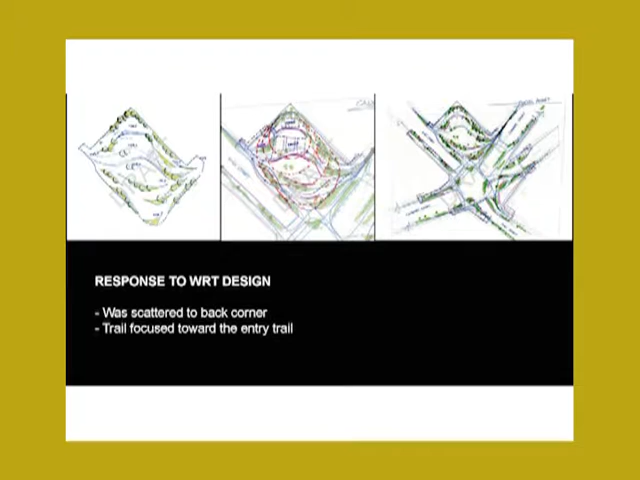 RESPONSE TO WRT DESIGN
- Was scattered to back corner
- Trail focused toward the entry trail